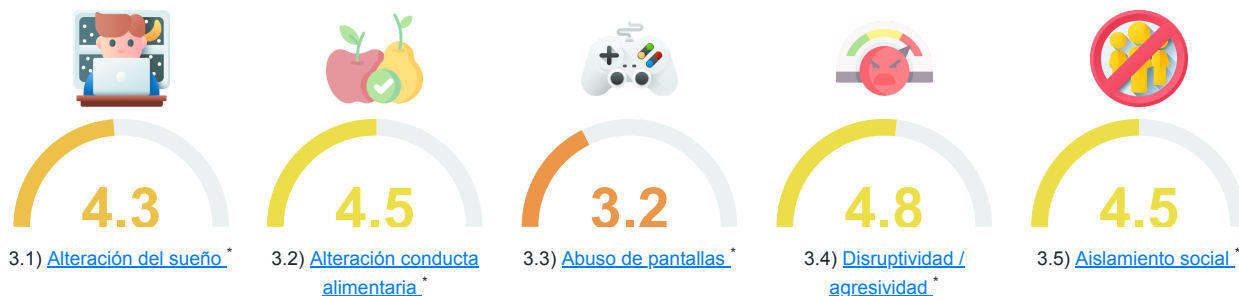 4.3
4.5
3.2
4.8
4.5
3.1) Alteración del sueño *
3.2) Alteración conducta
alimentaria *
3.3) Abuso de pantallas *
3.4) Disruptividad /
agresividad *
3.5) Aislamiento social *